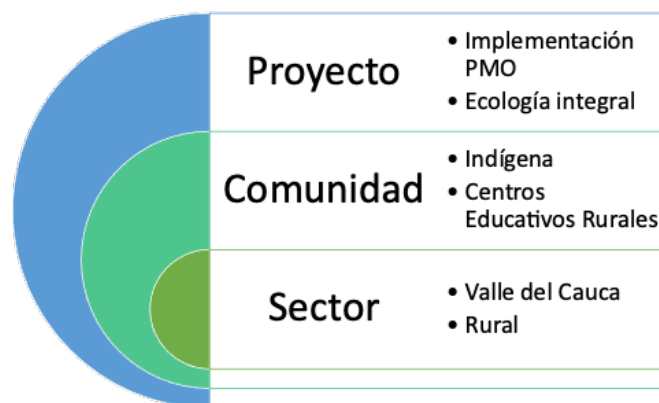 Proyecto
• Implementación
PMO
• Ecología integral
Comunidad
• Indígena
• Centros
Educativos Rurales
Sector
• Valle del Cauca
• Rural